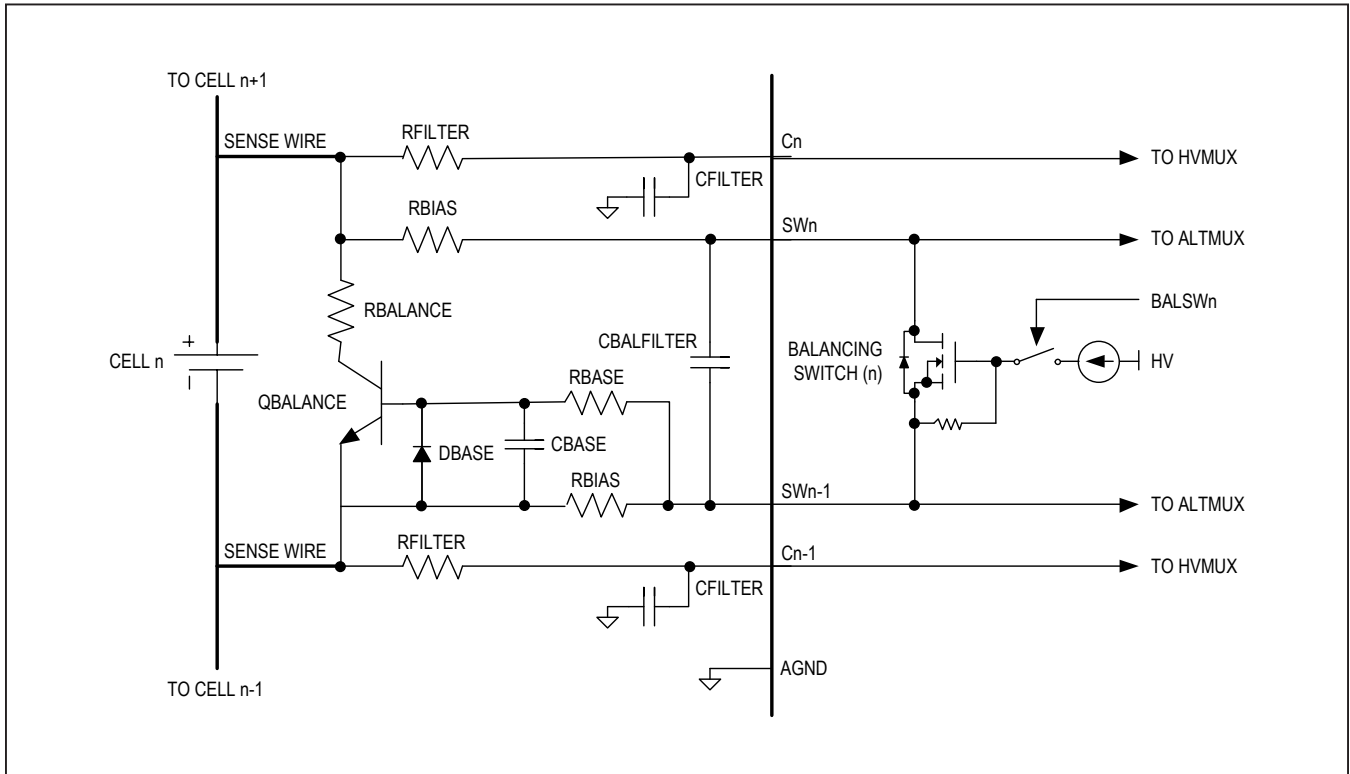 TO CELL n+1
SENSE WIRE
RFILTER
Cn
TO HVMUX
CFILTER
RBIAS
SWn
TO ALTMUX
RBALANCE
BALSWn
CELL n
+
–
CBALFILTER
BALANCING
SWITCH (n)
HV
QBALANCE
RBASE
DBASE
CBASE
RBIAS
SWn-1
TO ALTMUX
SENSE WIRE
RFILTER
Cn-1
TO HVMUX
CFILTER
AGND
TO CELL n-1